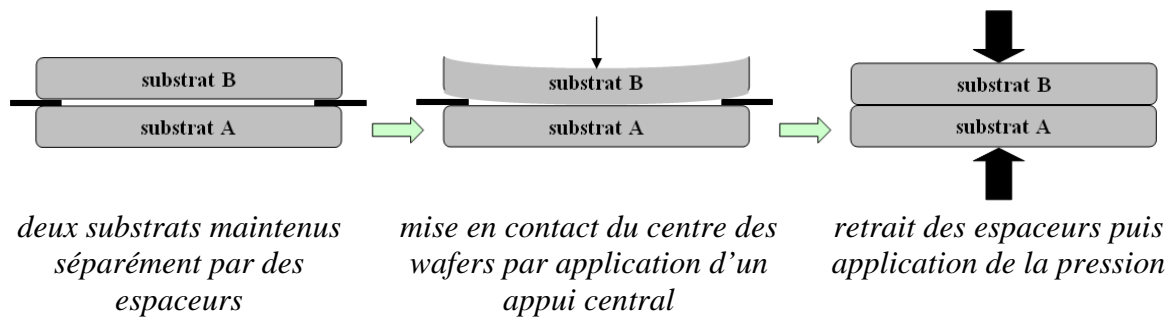 substrat B
substrat A
substrat B
substrat A
substrat B
substrat A
deux substrats maintenus
séparément par des
espaceurs
mise en contact du centre des
wafers par application d'un
appui central
retrait des espaceurs puis
application de la pression